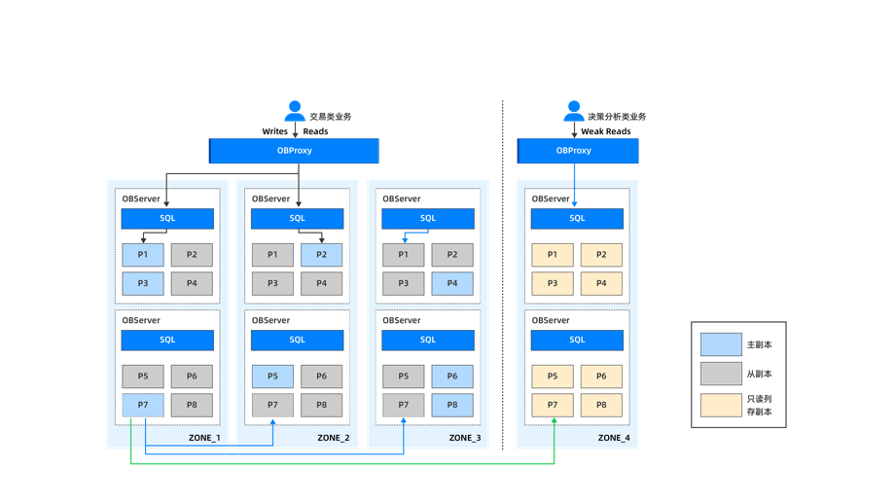 交易类业务
决策分析类业务
Writes Reads
Weak Reads
OBProxy
OBProxy
OBServer
OBServer
OBServer
OBServer
SQL
SQL
SQL
SQL
P1 P2
P1 P2
P1 P2
P1 P2
P3 P4
P3 P4
P3 P4
P3 P4
OBServer
OBServer
OBServer
OBServer
SQL
SQL
SQL
SQL
P5 P6
P5 P6
P5 P6
P5 P6
P7 P8
P7 P8
P7 P8
P7 P8
ZONE_1
ZONE_2
ZONE_3
ZONE_4
主副本
从副本
只读列
存副本